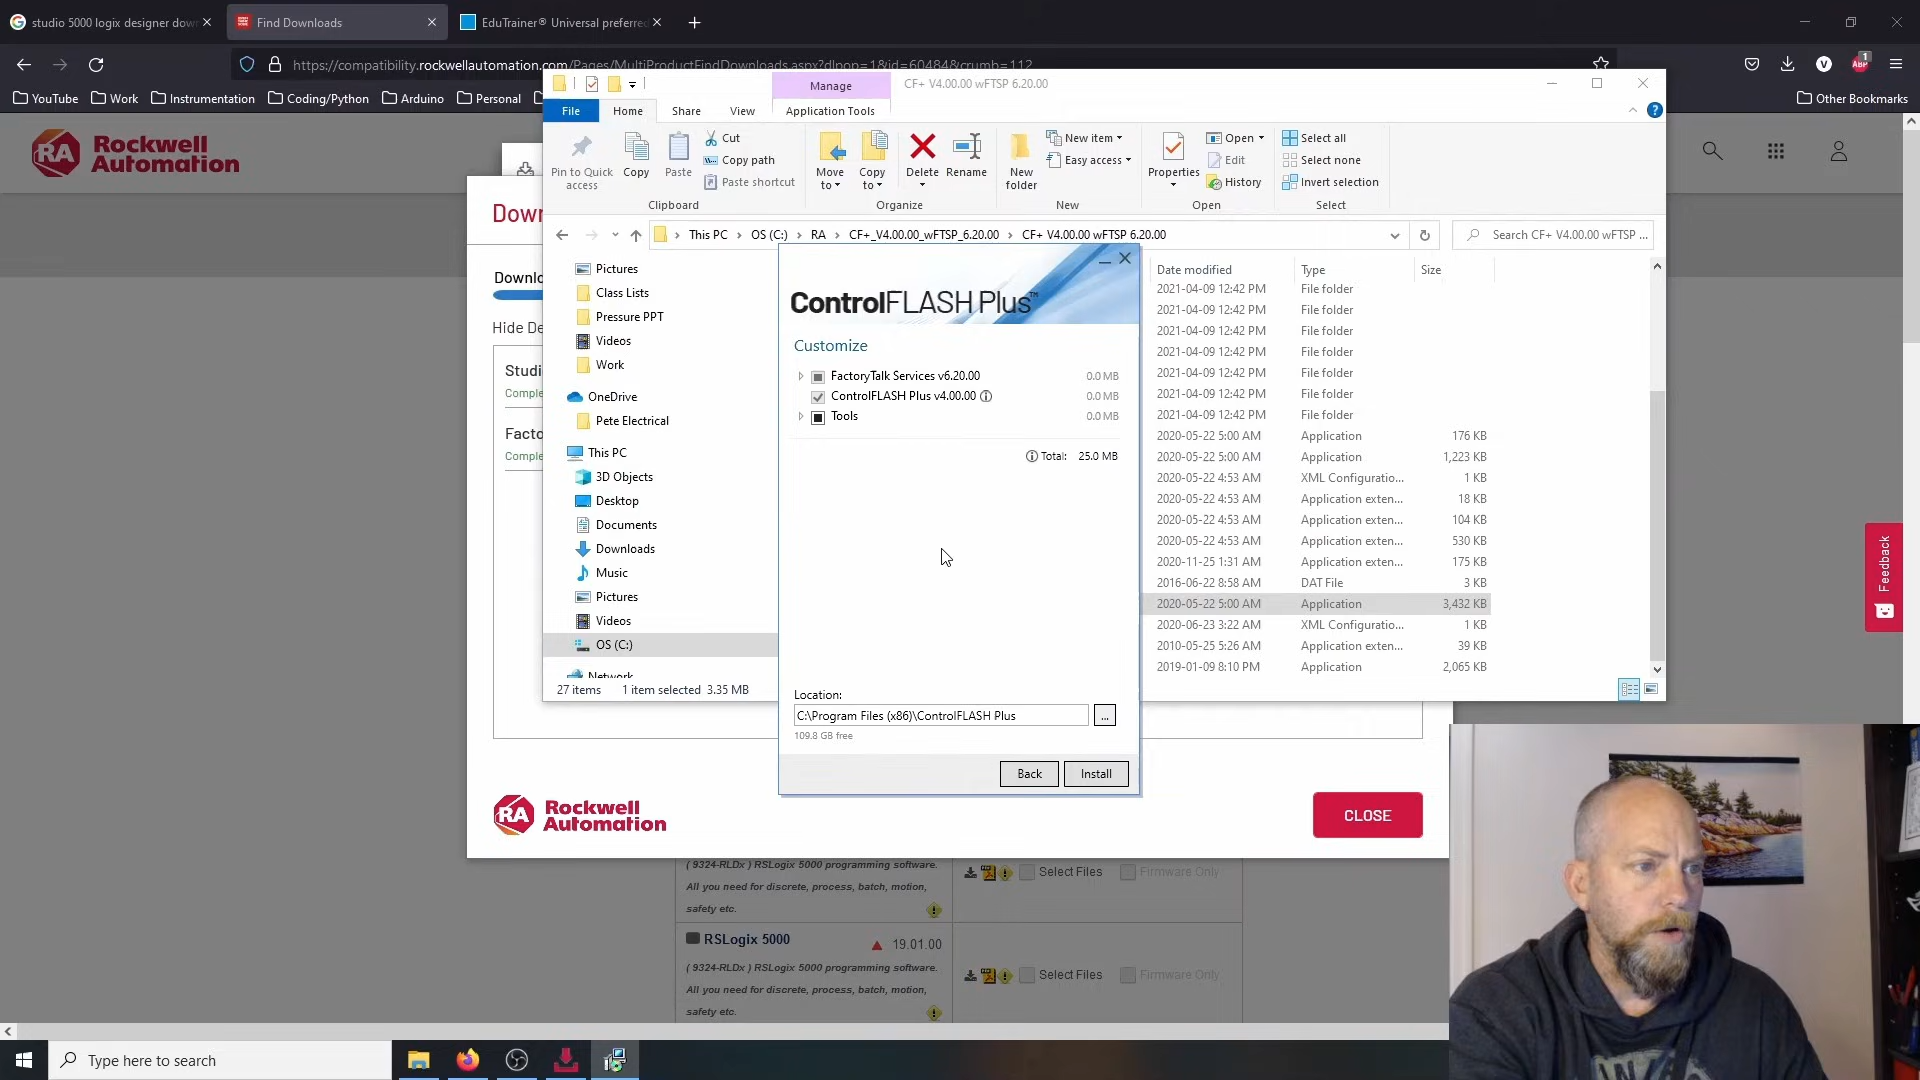 studio 5000 logix designer dow
Find Downloads
EduTrainer® Universal preferred
https://compatibility.rockwellautomation.com/Pages/MultiProductFindDownloads.aspx?dlpop=1&id=60484&crumb=112
YouTube
Work
Instrumentation
Coding/Python
Arduino
Personal
Other Bookmarks
Manage
CF+ V4.00.00 wFTSP 6.20.00
File
Home
Share
View
Application Tools
Pin to Quick access
Copy
Paste
Cut
Copy path
Paste shortcut
Move to
Copy to
Delete
Rename
New folder
New item
Easy access
Properties
Open
Edit
History
Select all
Select none
Invert selection
Clipboard
Organize
New
Open
Select
This PC
OS (C:)
RA
CF+_V4.00.00_wFTSP_6.20.00
CF+ V4.00.00 wFTSP 6.20.00
Search CF+ V4.00.00 wFTSP ...
RA Rockwell Automation
Down
Downlo
Hide De
Studi
Comple
Facto
Comple
Pictures
Class Lists
Pressure PPT
Videos
Work
OneDrive
Pete Electrical
This PC
3D Objects
Desktop
Documents
Downloads
Music
Pictures
Videos
OS (C:)
Network
27 items
1 item selected
3.35 MB
ControlFLASH Plus™
Customize
FactoryTalk Services v6.20.00 0.0 MB
ControlFLASH Plus v4.00.00 0.0 MB
Tools 0.0 MB
Total: 25.0 MB
Location:
C:\Program Files (x86)\ControlFLASH Plus
...
109.8 GB free
Back
Install
Date modified Type Size
2021-04-09 12:42 PM File folder
2021-04-09 12:42 PM File folder
2021-04-09 12:42 PM File folder
2021-04-09 12:42 PM File folder
2021-04-09 12:42 PM File folder
2021-04-09 12:42 PM File folder
2021-04-09 12:42 PM File folder
2020-05-22 5:00 AM Application 176 KB
2020-05-22 5:00 AM Application 1,223 KB
2020-05-22 4:53 AM XML Configuratio... 1 KB
2020-05-22 4:53 AM Application exten... 18 KB
2020-05-22 4:53 AM Application exten... 104 KB
2020-05-22 4:53 AM Application exten... 530 KB
2020-11-25 1:31 AM Application exten... 175 KB
2016-06-22 8:58 AM DAT File 3 KB
2020-05-22 5:00 AM Application 3,432 KB
2020-06-23 3:22 AM XML Configuratio... 1 KB
2010-05-25 5:26 AM Application exten... 39 KB
2019-01-09 8:10 PM Application 2,065 KB
Feedback
RA Rockwell Automation
CLOSE
( 9324-RLDx ) RSLogix 5000 programming software.
All you need for discrete, process, batch, motion,
safety etc.
Select Files
Firmware Only
RSLogix 5000
19.01.00
( 9324-RLDx ) RSLogix 5000 programming software.
All you need for discrete, process, batch, motion,
safety etc.
Select Files
Firmware Only
Type here to search